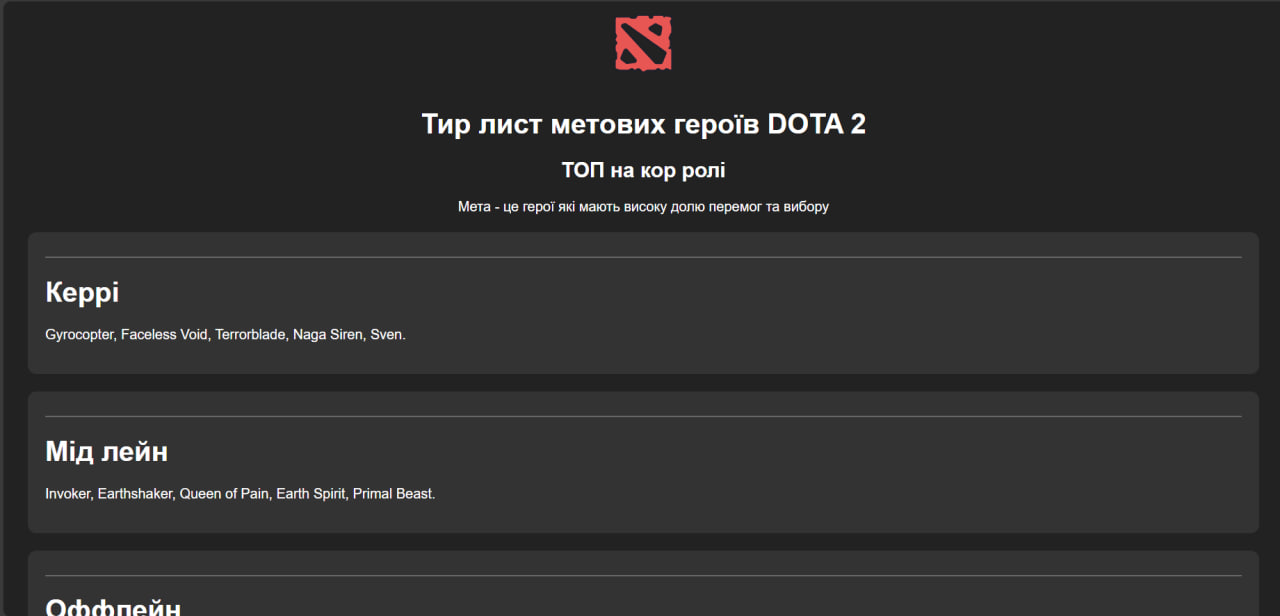 Тир лист метових героїв DOTA 2
ТОП на кор ролі
Мета - це герої які мають високу долю перемог та вибору
Керрі
Gyrocopter, Faceless Void, Terrorblade, Naga Siren, Sven.
Мід лейн
Invoker, Earthshaker, Queen of Pain, Earth Spirit, Primal Beast.
Оффлейн